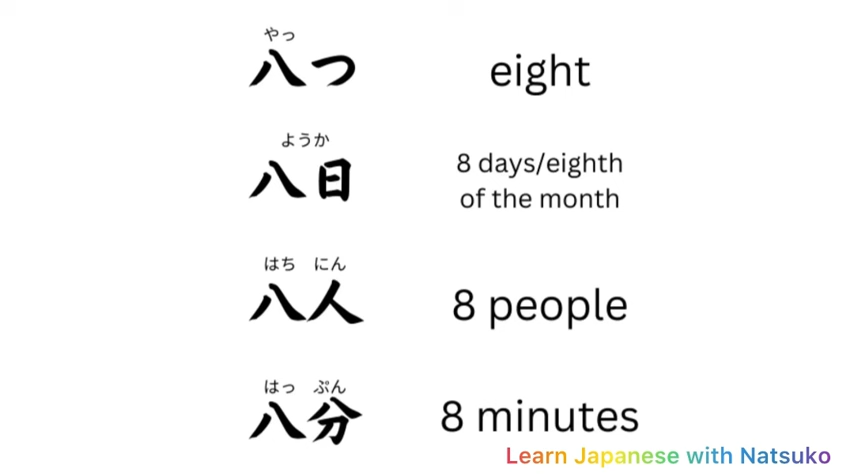 やっ
八つ
eight
ようか
八日
8 days/eighth
of the month
はち にん
八人
8 people
はっ ぷん
八分
8 minutes
Learn Japanese with Natsuko